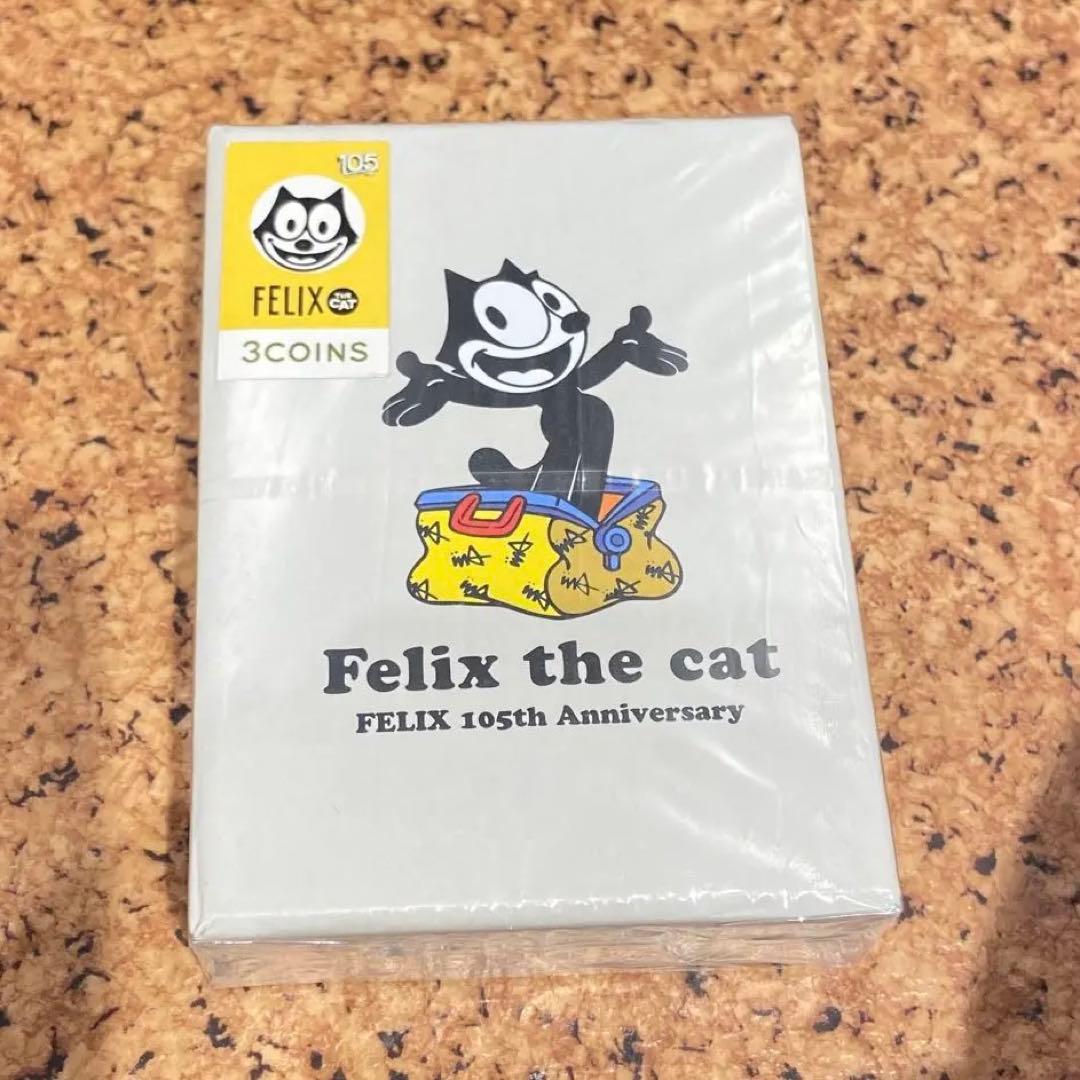 105
FELIX THE CAT
3COINS
Felix the cat
FELIX 105th Anniversary